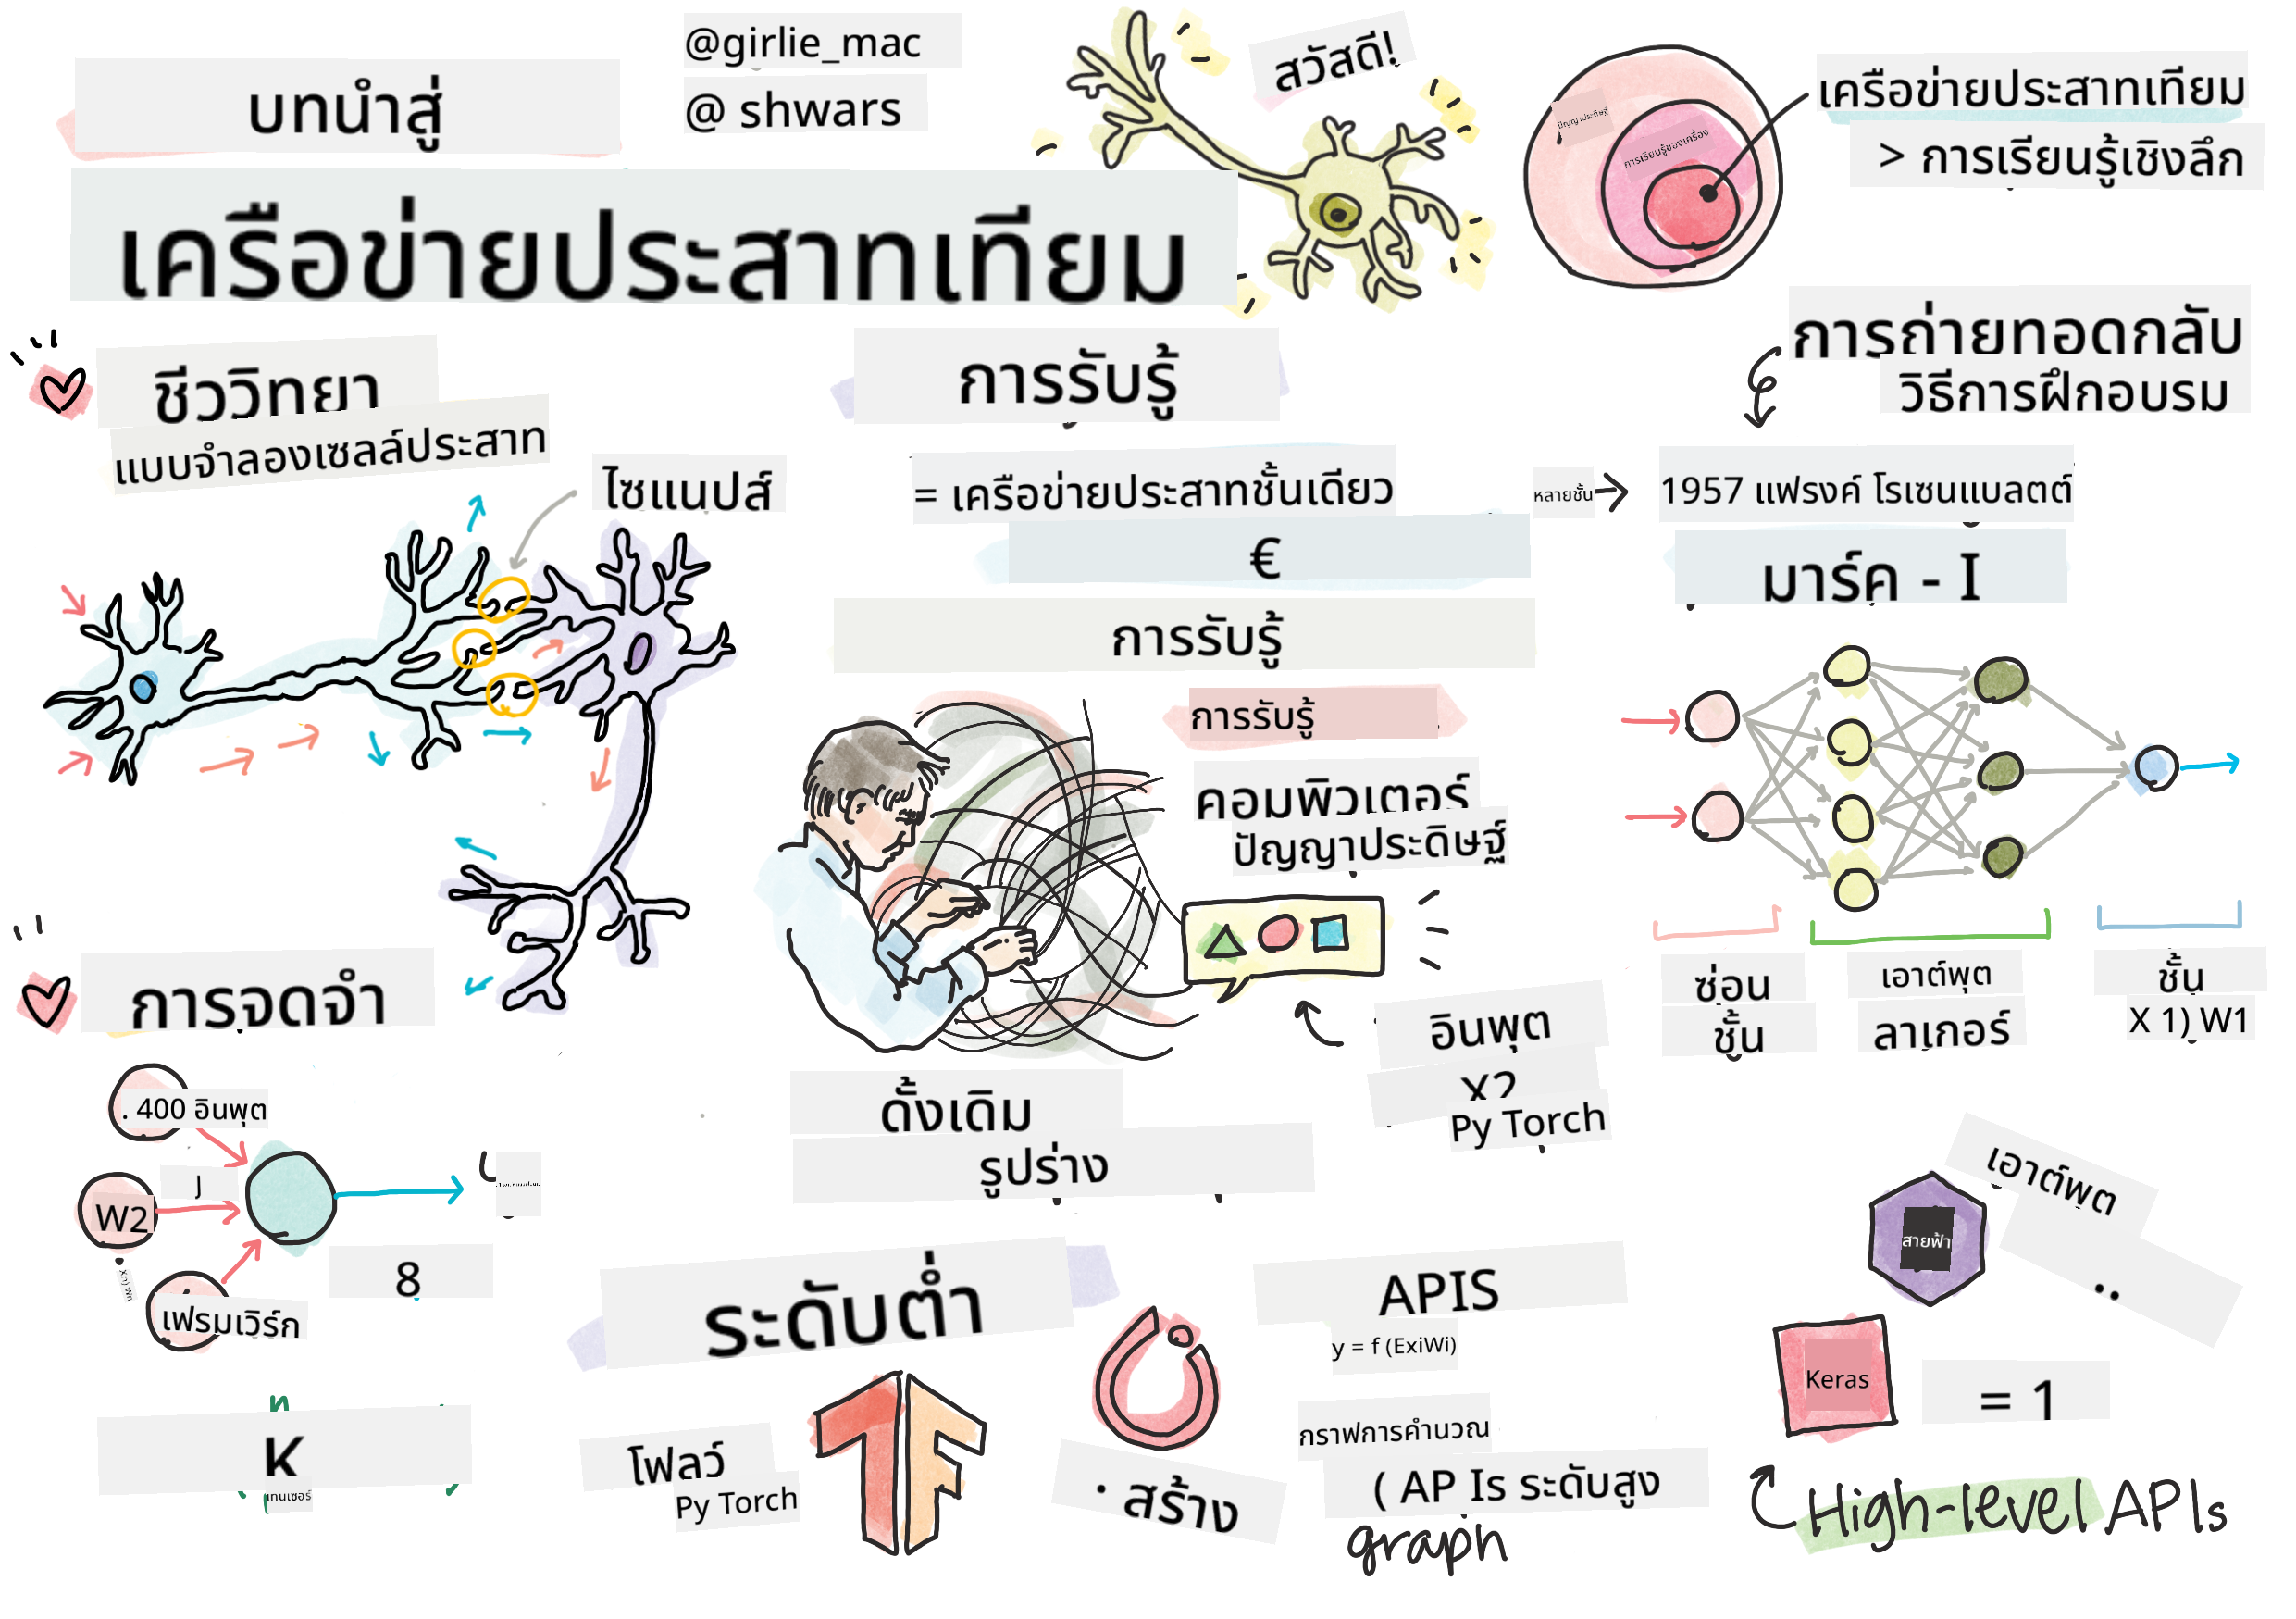 บทนำสู่
@girlie_mac
@ shwars
สวัสดี!
เครือข่ายประสาทเทียม
ปัญญาประดิษฐ์
การเรียนรู้ของเครื่อง
เครือข่ายประสาทเทียม
> การเรียนรู้เชิงลึก
ชีววิทยา
แบบจำลองเซลล์ประสาท
ไซแนปส์
การรับรู้
= เครือข่ายประสาทชั้นเดียว
€
การรับรู้
การรับรู้
คอมพิวเตอร์
ปัญญาประดิษฐ์
การถ่ายทอดกลับ
วิธีการฝึกอบรม
หลายชั้น
1957 แฟรงค์ โรเซนแบลตต์
มาร์ค - I
ซ่อน
ชั้น
เอาต์พุต
ลาเกอร์
ชั้น
X 1) W1
การจดจำ
. 400 อินพุต
J
W2
X(n) Wn
เฟรมเวิร์ก
8
K
เทนเซอร์
ดั้งเดิม
รูปร่าง
อินพุต
X2
Py Torch
ระดับต่ำ
โฟลว์
Py Torch
· สร้าง
APIS
y = f (ExiWi)
กราฟการคำนวณ
( AP Is ระดับสูง
graph
เอาต์พุต
..
สายฟ้า
Keras
= 1
High-level APIs